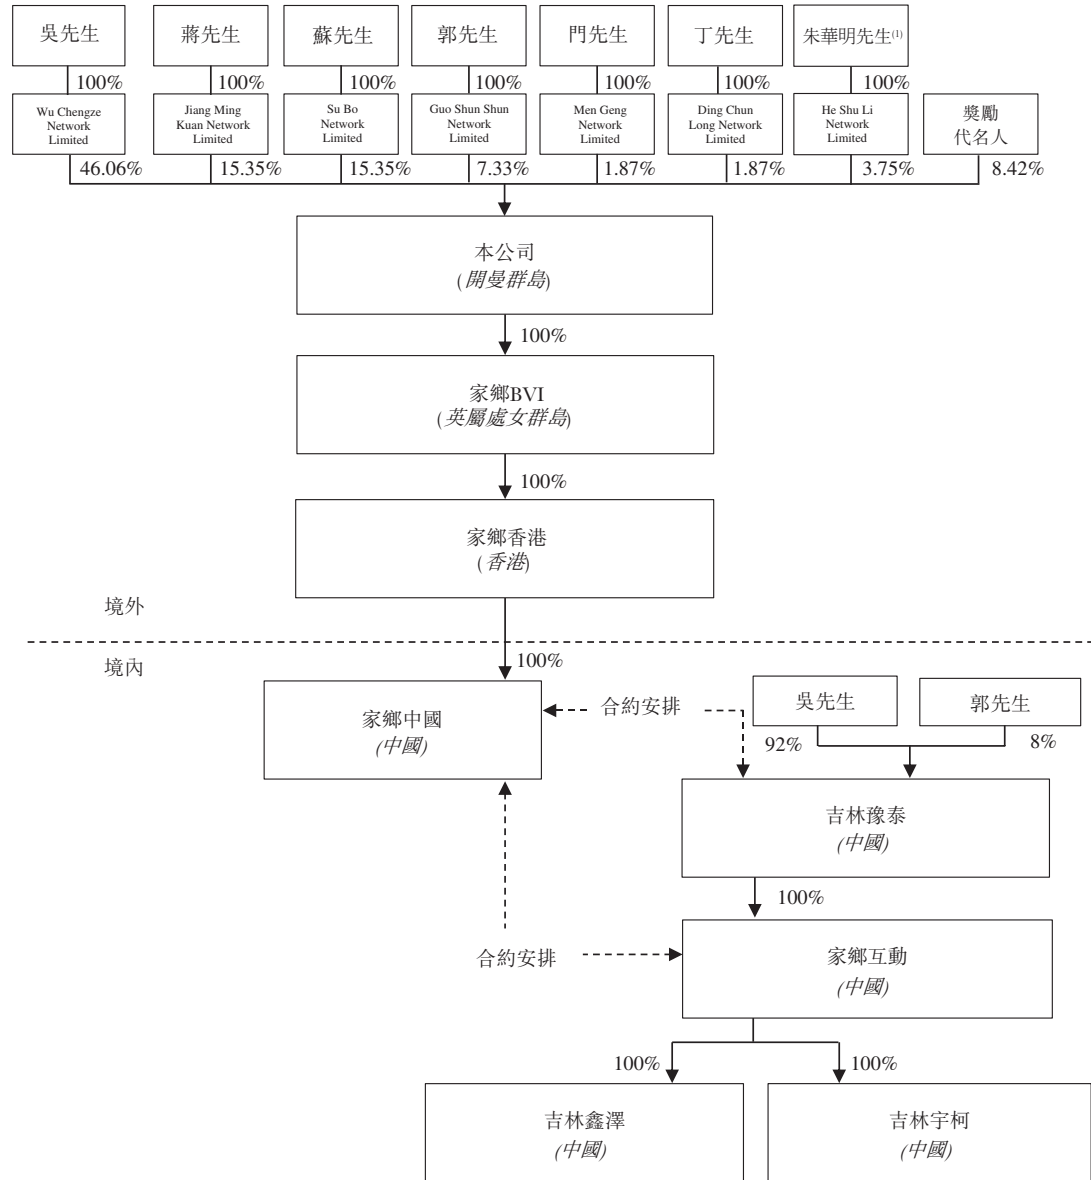 吳先生
蔣先生
蘇先生
郭先生
門先生
丁先生
朱華明先生(1)
100%
100%
100%
100%
100%
100%
100%
Wu Chengze
Network
Limited
Jiang Ming
Kuan Network
Limited
Su Bo
Network
Limited
Guo Shun Shun
Network
Limited
Men Geng
Network
Limited
Ding Chun
Long Network
Limited
He Shu Li
Network
Limited
獎勵
代名人
46.06%
15.35%
15.35%
7.33%
1.87%
1.87%
3.75%
8.42%
本公司
(開曼群島)
100%
家鄉BVI
(英屬處女群島)
100%
家鄉香港
(香港)
境外
境內
100%
家鄉中國
(中國)
合約安排
吳先生
郭先生
92%
8%
吉林豫泰
(中國)
100%
合約安排
家鄉互動
(中國)
100%
100%
吉林鑫澤
(中國)
吉林宇柯
(中國)